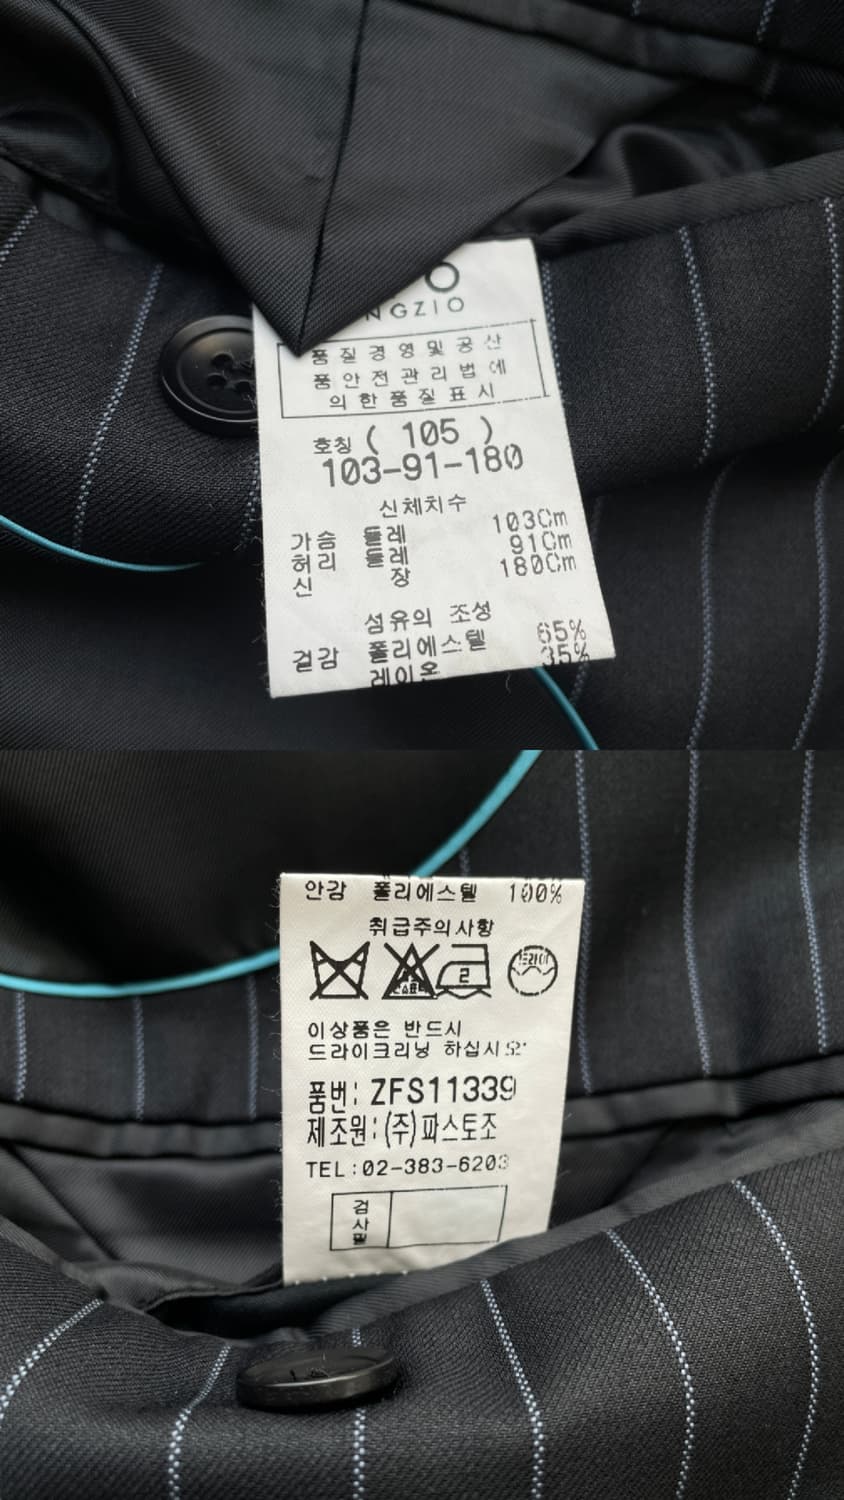 NGZIO
품질경영및공산
품안전관리법에
의한품질표시
호칭 ( 105 )
103-91-180
신체치수
가슴 둘레 103Cm
허리 둘레 91Cm
신 장 180Cm
섬유의 조성
겉감 폴리에스텔 65%
레이온 35%
안감 폴리에스텔 100%
취급주의사항
2
드라이
이상품은 반드시
드라이크리닝 하십시오
품번: ZFS11339
제조원:(주)파스토조
TEL:02-383-6203
검사필